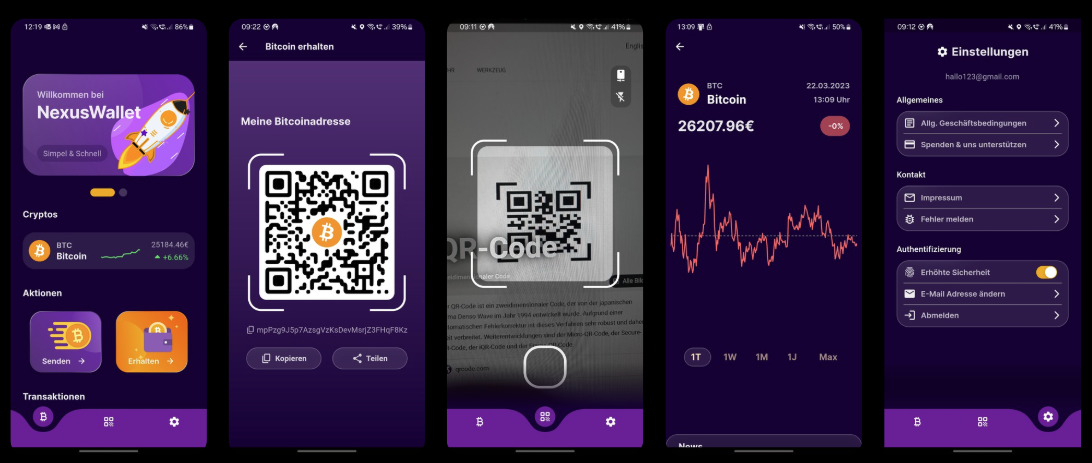 12:19
86%
Willkommen bei
NexusWallet
Simpel & Schnell
Cryptos
BTC
Bitcoin
25184.46€
+6.66%
Aktionen
Senden
Erhalten
Transaktionen
09:22
39%
Bitcoin erhalten
Meine Bitcoinadresse
mpPzg9J5p7AzsgVzKsDevMsrjZ3FHqF8Kz
Kopieren
Teilen
09:11
41%
WERKZEUG
QR-Code
qrcode.com
13:09
50%
BTC
Bitcoin
22.03.2023
13:09 Uhr
26207.96€
-0%
1T
1W
1M
1J
Max
News
09:12
41%
Einstellungen
hallo123@gmail.com
Allgemeines
Allg. Geschäftsbedingungen
Spenden & uns unterstützen
Kontakt
Impressum
Fehler melden
Authentifizierung
Erhöhte Sicherheit
E-Mail Adresse ändern
Abmelden